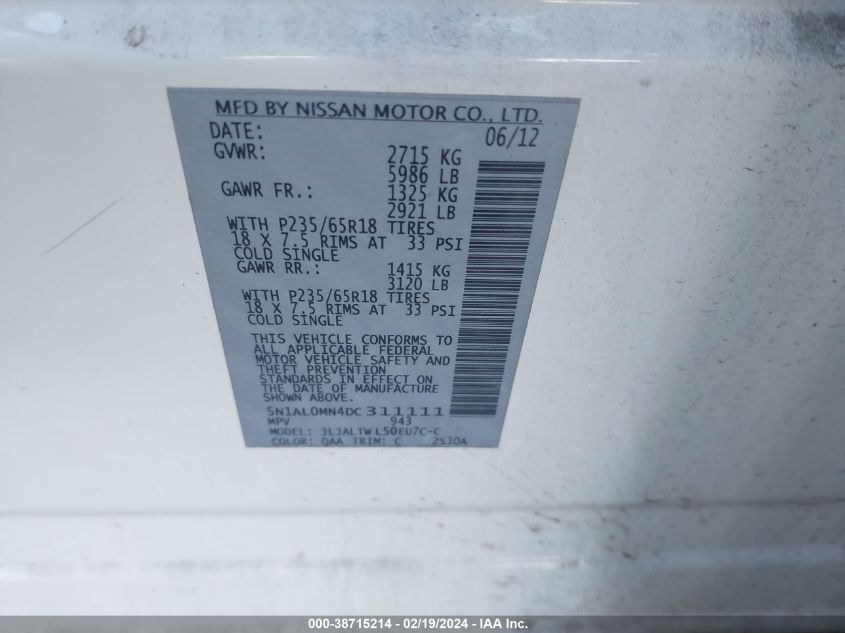 MFD BY NISSAN MOTOR CO., LTD.
DATE: 06/12
GVWR: 2715 KG
5986 LB
GAWR FR.: 1325 KG
2921 LB
WITH P235/65R18 TIRES
18 X 7.5 RIMS AT 33 PSI
COLD SINGLE
GAWR RR.: 1415 KG
3120 LB
WITH P235/65R18 TIRES
18 X 7.5 RIMS AT 33 PSI
COLD SINGLE
THIS VEHICLE CONFORMS TO
ALL APPLICABLE FEDERAL
MOTOR VEHICLE SAFETY AND
THEFT PREVENTION
STANDARDS IN EFFECT ON
THE DATE OF MANUFACTURE
SHOWN ABOVE.
5N1AL0MN4DC311111
MPV 943
MODEL: JLJALTWL50EU7C-C
COLOR: QAA TRIM: C ZS30A
000-38715214 - 02/19/2024 - IAA Inc.